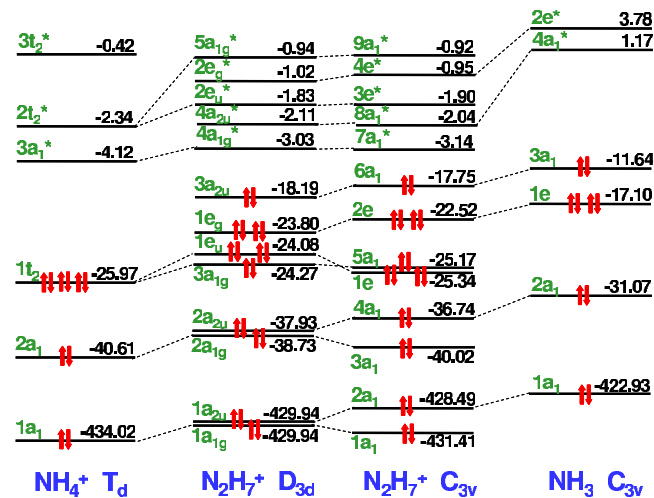 3t2* -0.42
2t2* -2.34
3a1* -4.12
1t2 -25.97
2a1 -40.61
1a1 -434.02
NH4+ Td
5a1g* -0.94
2eg* -1.02
2eu* -1.83
4a2u* -2.11
4a1g* -3.03
3a2u -18.19
1eg -23.80
1eu -24.08
3a1g -24.27
2a2u -37.93
2a1g -38.73
1a2u -429.94
1a1g -429.94
N2H7+ D3d
9a1* -0.92
4e* -0.95
3e* -1.90
8a1* -2.04
7a1* -3.14
6a1 -17.75
2e -22.52
5a1 -25.17
1e -25.34
4a1 -36.74
3a1 -40.02
2a1 -428.49
1a1 -431.41
N2H7+ C3v
2e* 3.78
4a1* 1.17
3a1 -11.64
1e -17.10
2a1 -31.07
1a1 -422.93
NH3 C3v